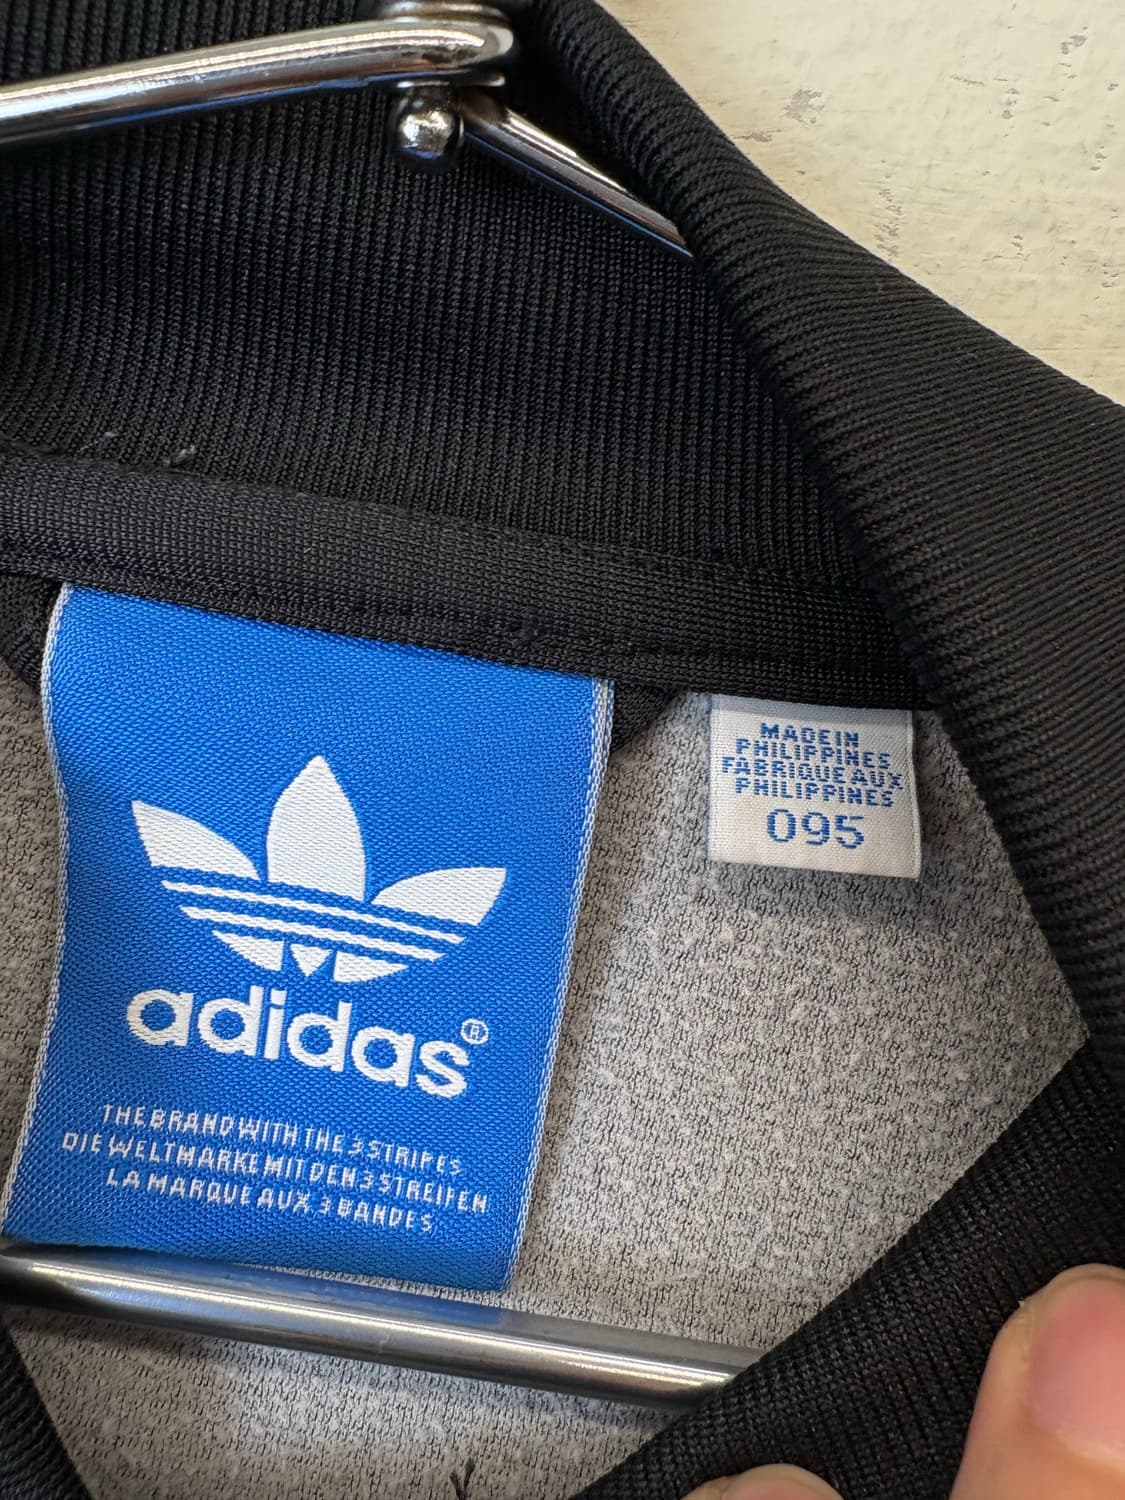 adidas®
THE BRAND WITH THE 3 STRIPES
DIE WELTMARKE MIT DEN 3 STREIFEN
LA MARQUE AUX 3 BANDES
MADE IN
PHILIPPINES
FABRIQUE AUX
PHILIPPINES
095